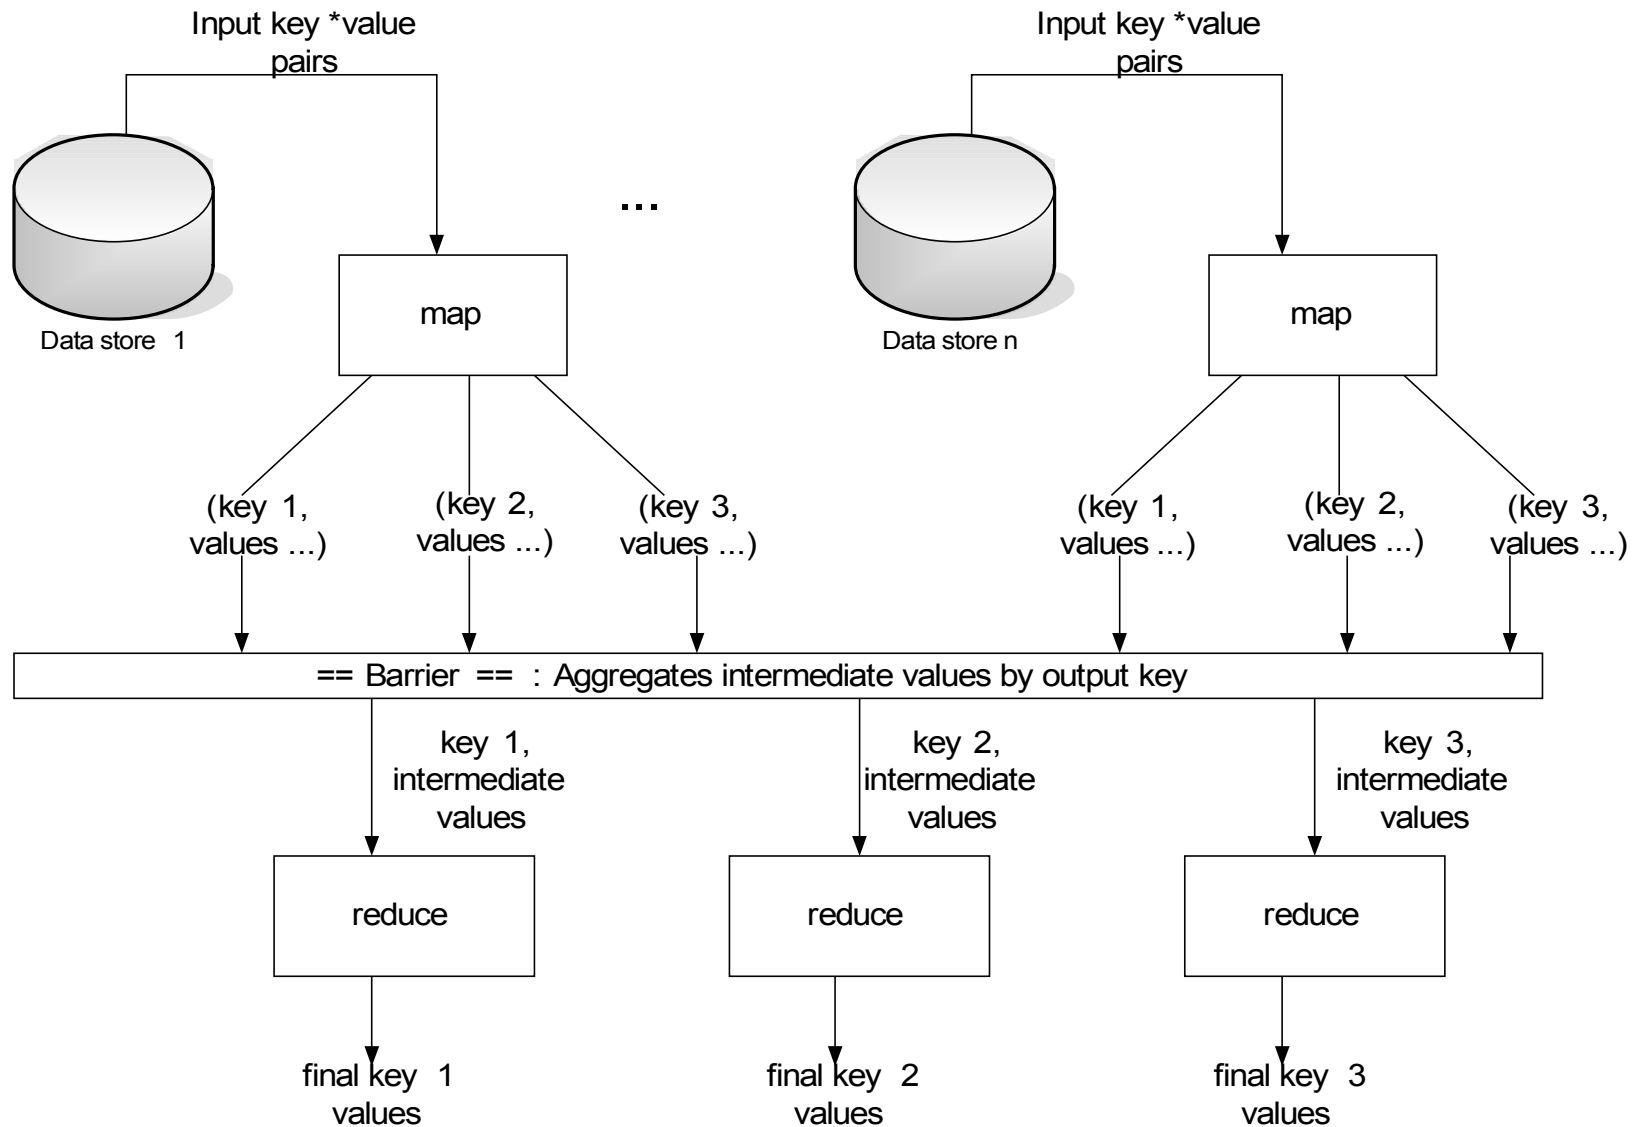 Input key *value
pairs
Input key *value
pairs
...
Data store 1
map
Data store n
map
(key 1,
values ...)
(key 2,
values ...)
(key 3,
values ...)
(key 1,
values ...)
(key 2,
values ...)
(key 3,
values ...)
== Barrier == : Aggregates intermediate values by output key
key 1,
intermediate
values
key 2,
intermediate
values
key 3,
intermediate
values
reduce
reduce
reduce
final key 1
values
final key 2
values
final key 3
values